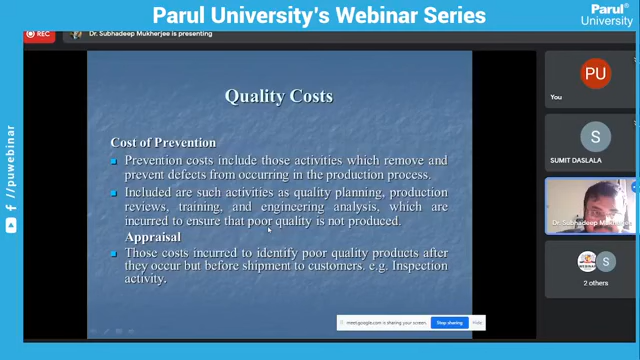 Parul University's Webinar Series
Parul®
University
REC
Dr. Subhadeep Mukherjee is presenting
Quality Costs
Cost of Prevention
Prevention costs include those activities which remove and
prevent defects from occurring in the production process.
Included are such activities as quality planning, production
reviews, training, and engineering analysis, which are
incurred to ensure that poor quality is not produced.
Appraisal
Those costs incurred to identify poor quality products after
they occur but before shipment to customers. e.g. Inspection
activity.
PU
You
S
SUMIT DASLALA
Dr. Subhadeep Mukherjee
S
2 others
meet.google.com is sharing your screen.
Stop sharing
Hide
/puwebinar